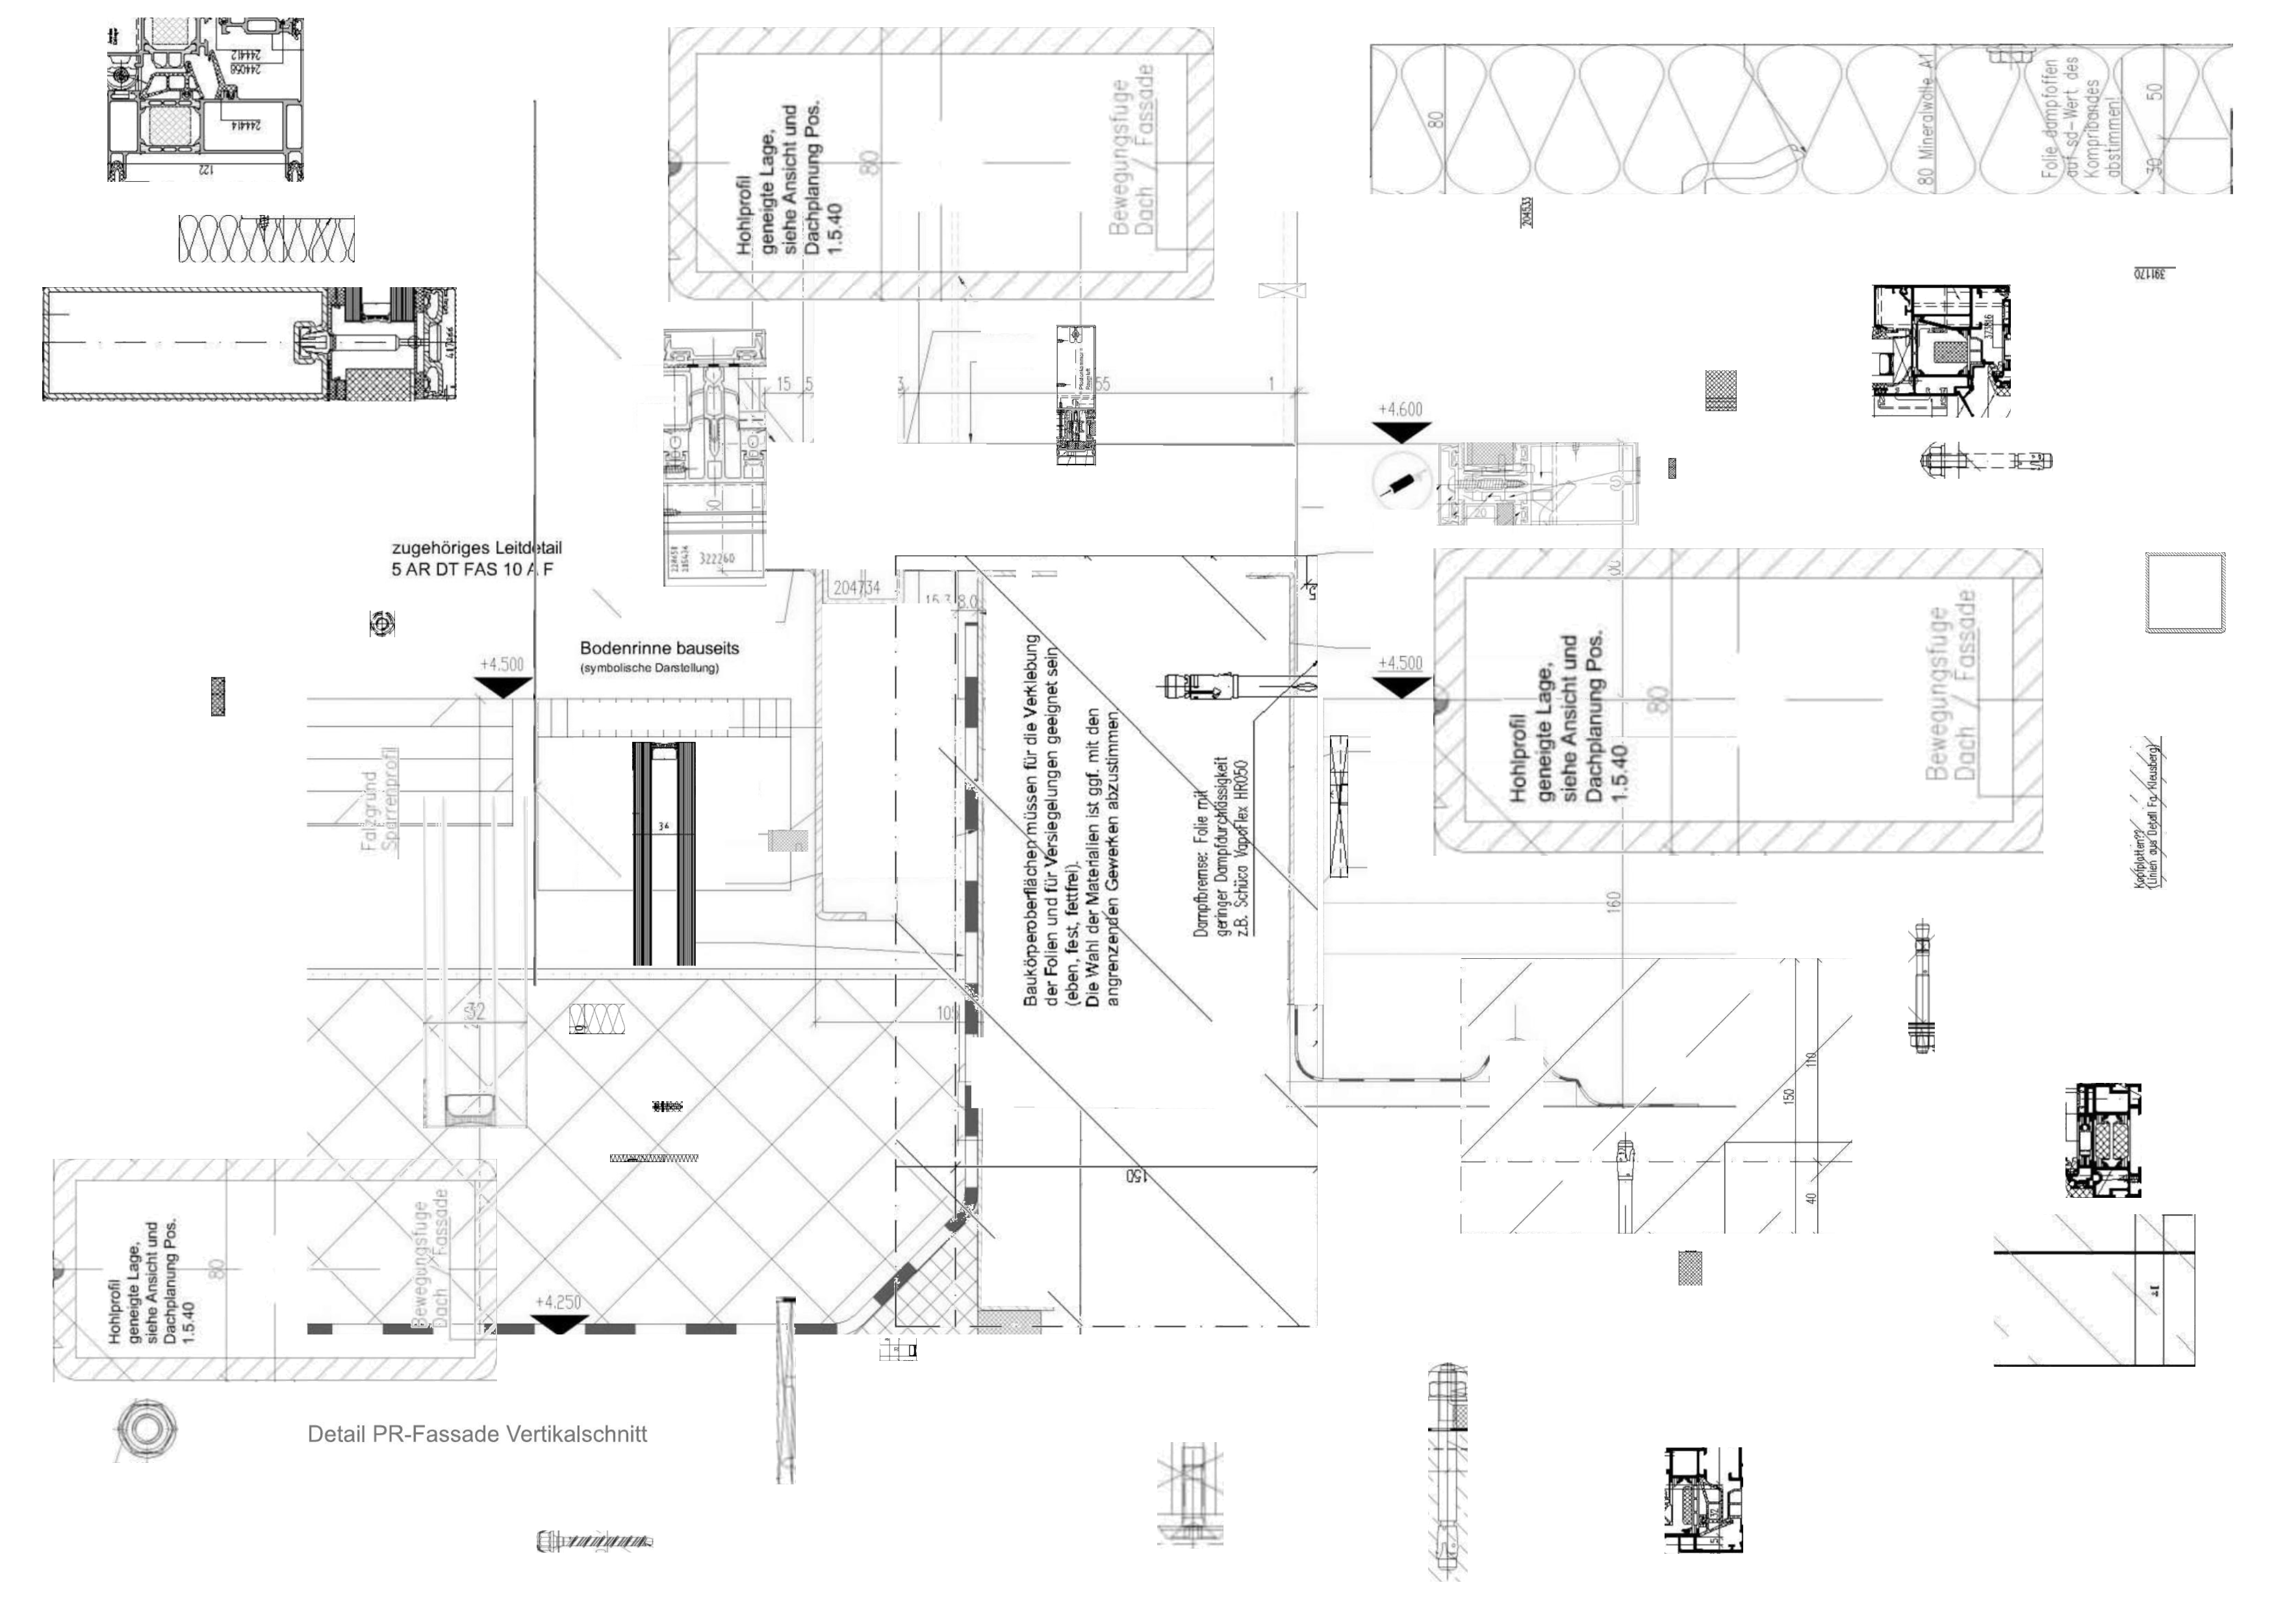 244412
244058
244414
122
Hohlprofil
geneigte Lage,
siehe Ansicht und
Dachplanung Pos.
1.5.40
80
Bewegungsfuge
Dach / Fassade
80
80 Mineralwolle A1
Folie dampfoffen
auf sd-Wert des
Kompribandes
abstimmen!
50
30
204533
391170
417466
373816
15
5
3
55
1
+4.600
50
322260
20
zugehöriges Leitdetail
5 AR DT FAS 10 A F
204734
8.0
5
Bodenrinne bauseits
(symbolische Darstellung)
+4.500
+4.500
Hohlprofil
geneigte Lage,
siehe Ansicht und
Dachplanung Pos.
1.5.40
80
Bewegungsfuge
Dach / Fassade
Falzgrund
Sparrenprofil
34
Baukörperoberflächen müssen für die Verklebung
der Folien und für Versiegelungen geeignet sein
(eben, fest, fettfrei).
Die Wahl der Materialien ist ggf. mit den
angrenzenden Gewerken abzustimmen
Dampfbremse: Folie mit
geringer Dampfdurchlässigkeit
z.B. Schüco VapoFlex HR050
Kopfplatten??
(Linien aus Detail Fa. Kleusberg)
160
32
105
110
150
40
150
Hohlprofil
geneigte Lage,
siehe Ansicht und
Dachplanung Pos.
1.5.40
80
Bewegungsfuge
Dach / Fassade
+4.250
Detail PR-Fassade Vertikalschnitt